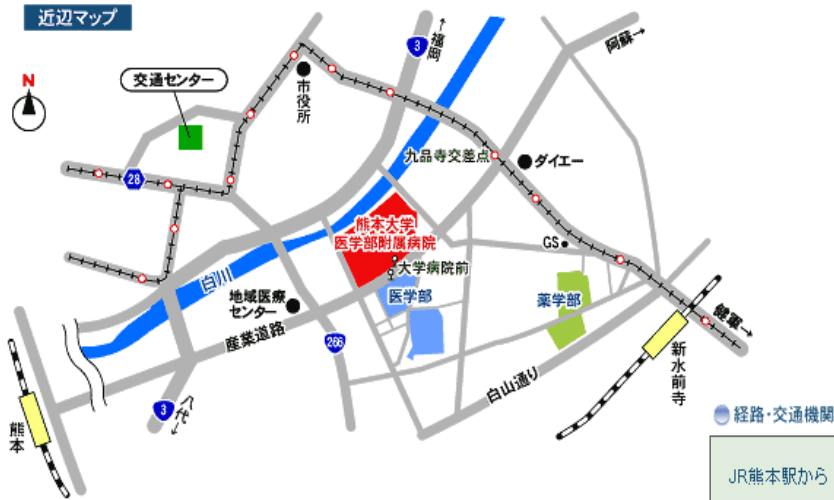 近辺マップ
N
交通センター
市役所
3
←福岡
阿蘇→
28
九品寺交差点
ダイエー
熊本大学
医学部附属病院
GS
大学病院前
白川
地域医療
センター
医学部
薬学部
産業道路
266
健軍→
新水前寺
白山通り
3
八代→
熊本
経路・交通機関
JR熊本駅から